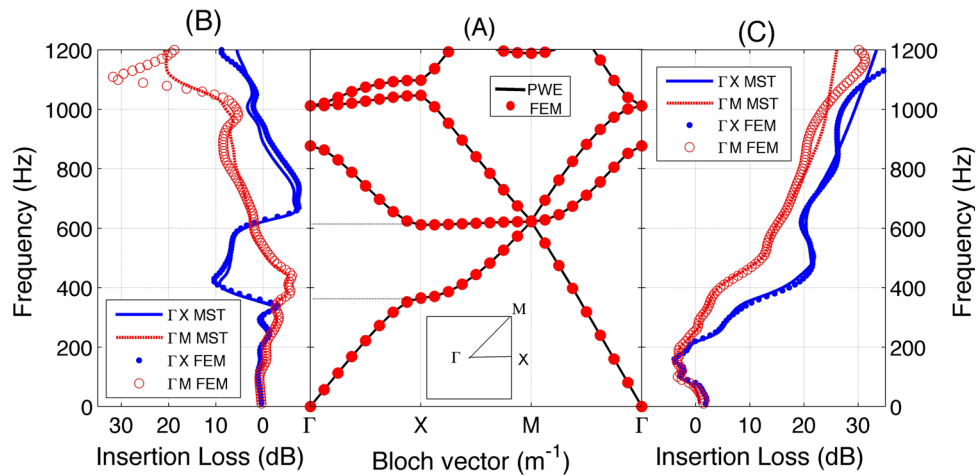 (B)
(A)
(C)
1200
1000
800
600
400
200
0
Frequency (Hz)
ΓX MST
ΓM MST
ΓX FEM
ΓM FEM
30 20 10 0
Insertion Loss (dB)
PWE
FEM
M
Γ
X
Γ X M Γ
Bloch vector (m⁻¹)
ΓX MST
ΓM MST
ΓX FEM
ΓM FEM
0 10 20 30
Insertion Loss (dB)
1200
1000
800
600
400
200
0
Frequency (Hz)